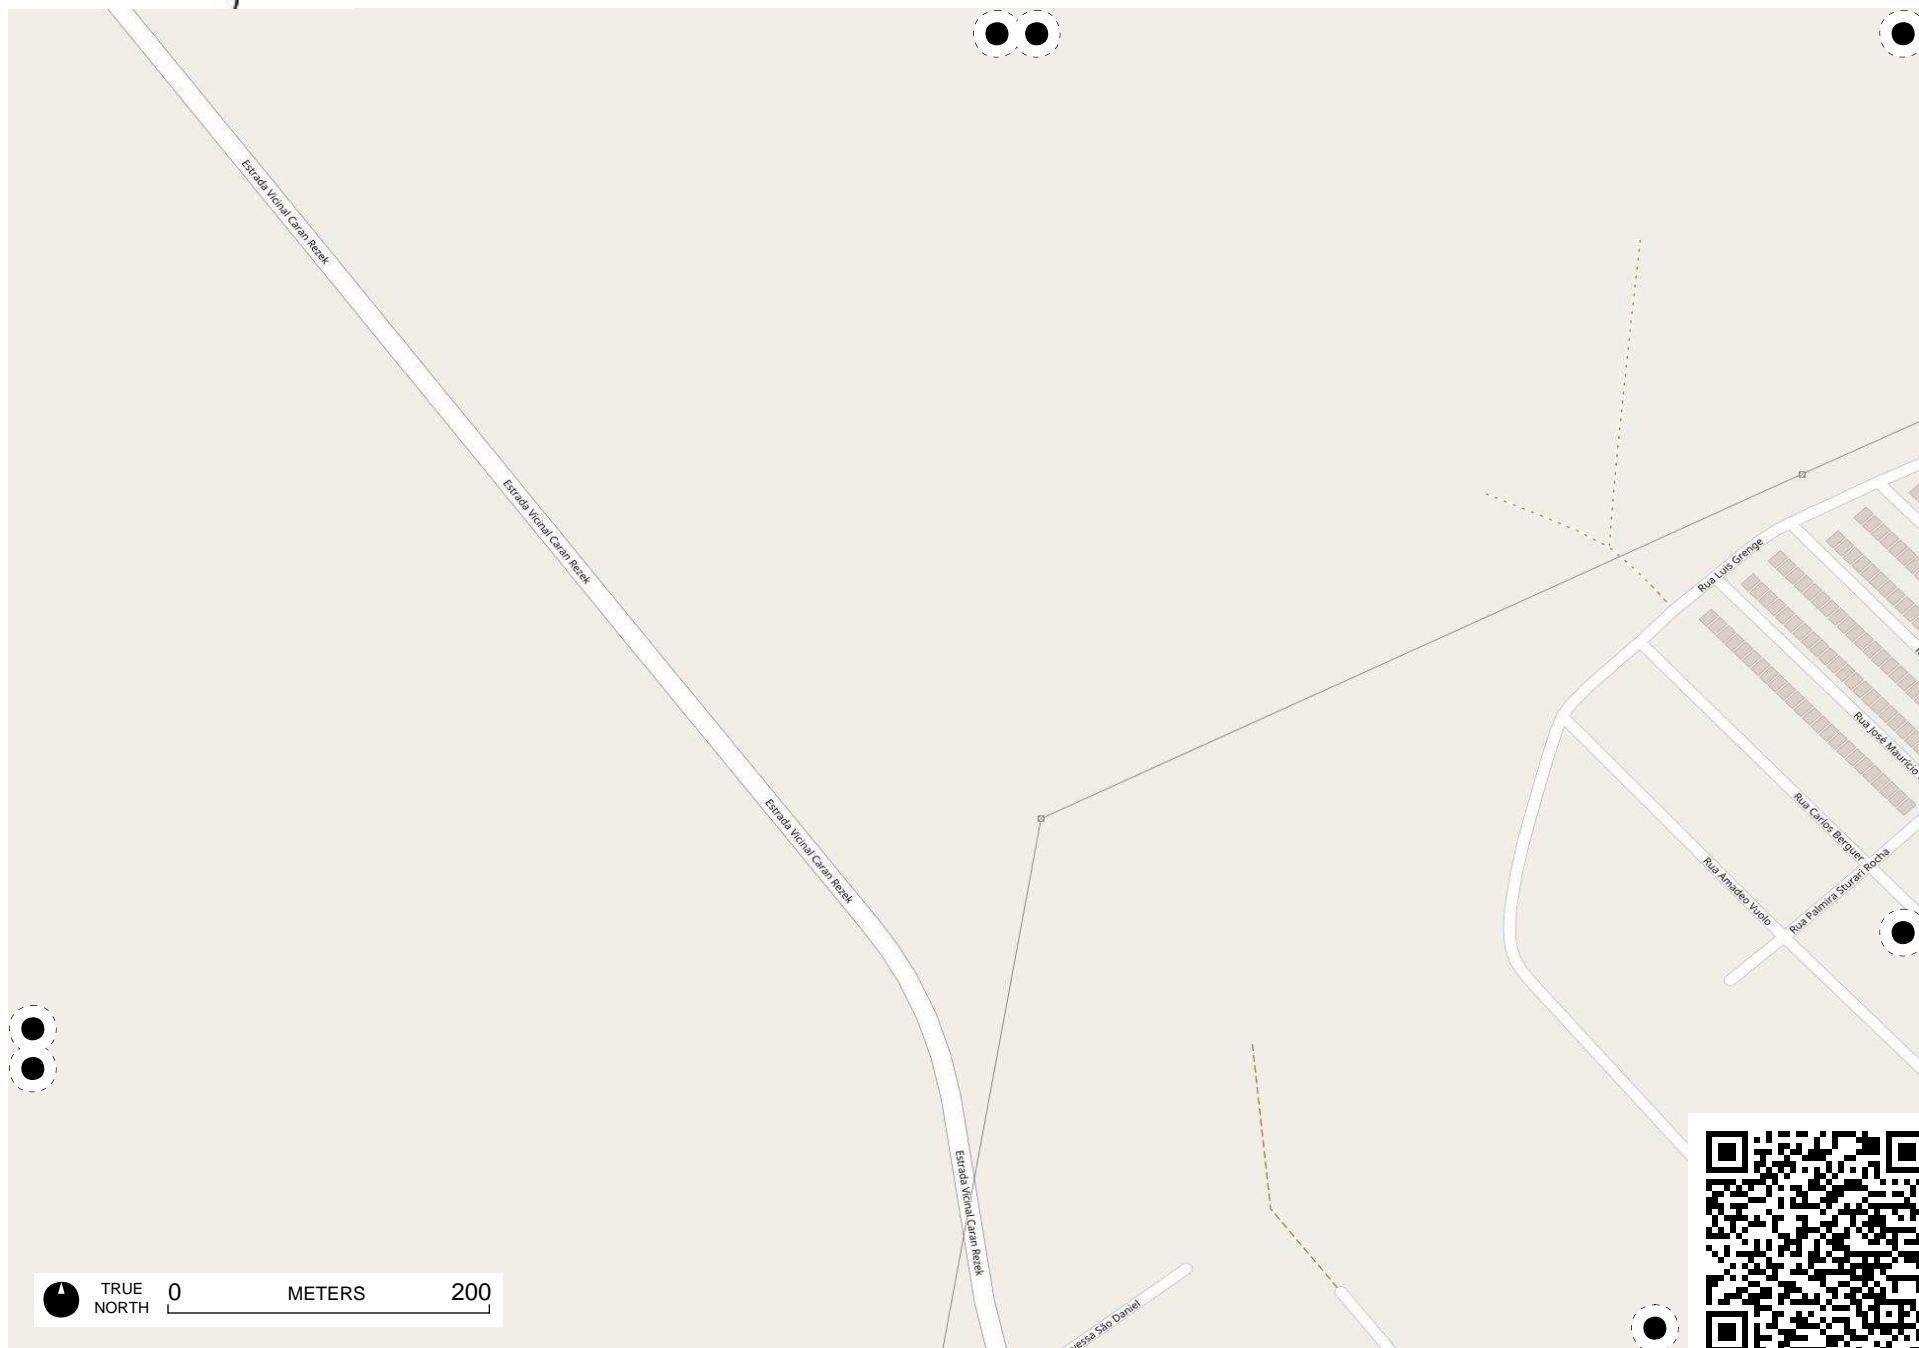 Estrada Vicinal Caran Rezek
Estrada Vicinal Caran Rezek
Rua Luis Grenge
Rua José Maurício
Estrada Vicinal Caran Rezek
Rua Carlos Berguer
Rua Palmira Sturari Rocha
Rua Amadeo Vuolo
Estrada Vicinal Caran Rezek
vessa São Daniel
TRUE
NORTH
0 METERS 200